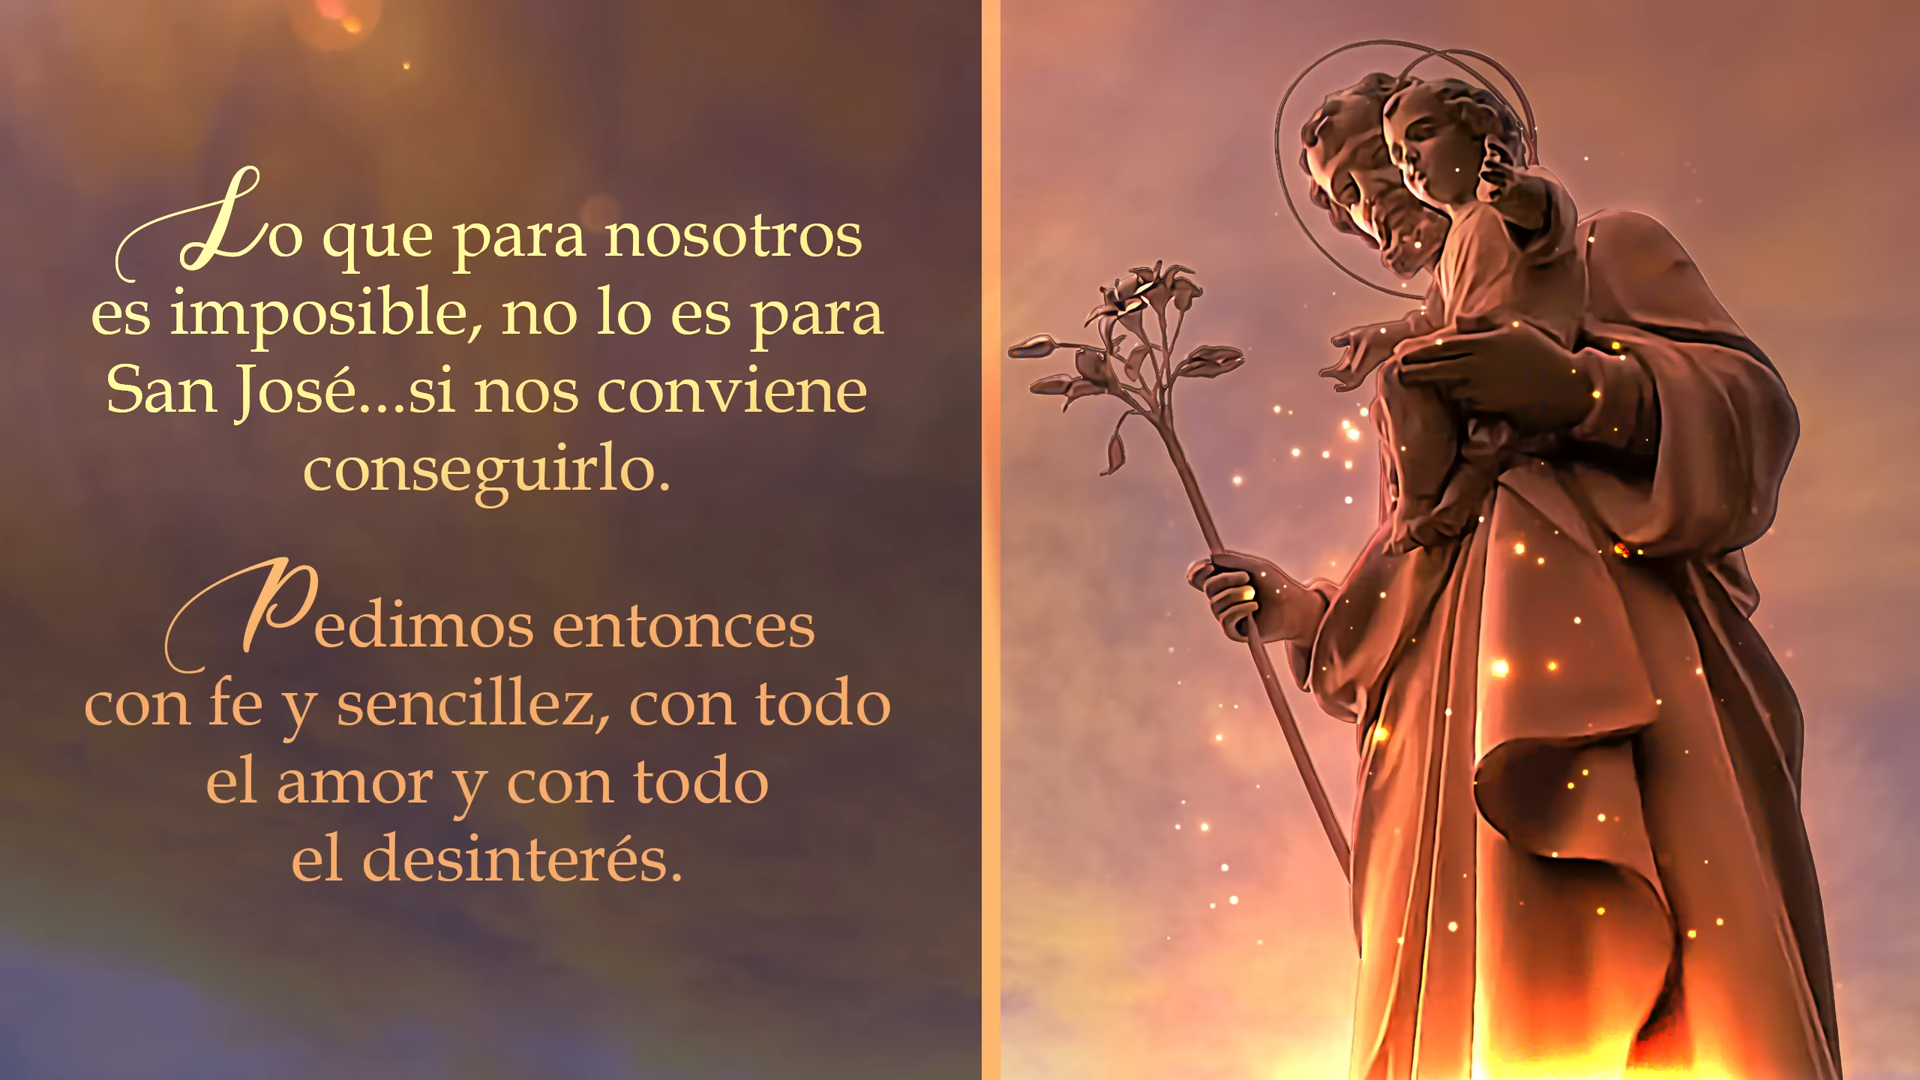 Lo que para nosotros
es imposible, no lo es para
San José...si nos conviene
conseguirlo.
Pedimos entonces
con fe y sencillez, con todo
el amor y con todo
el desinterés.